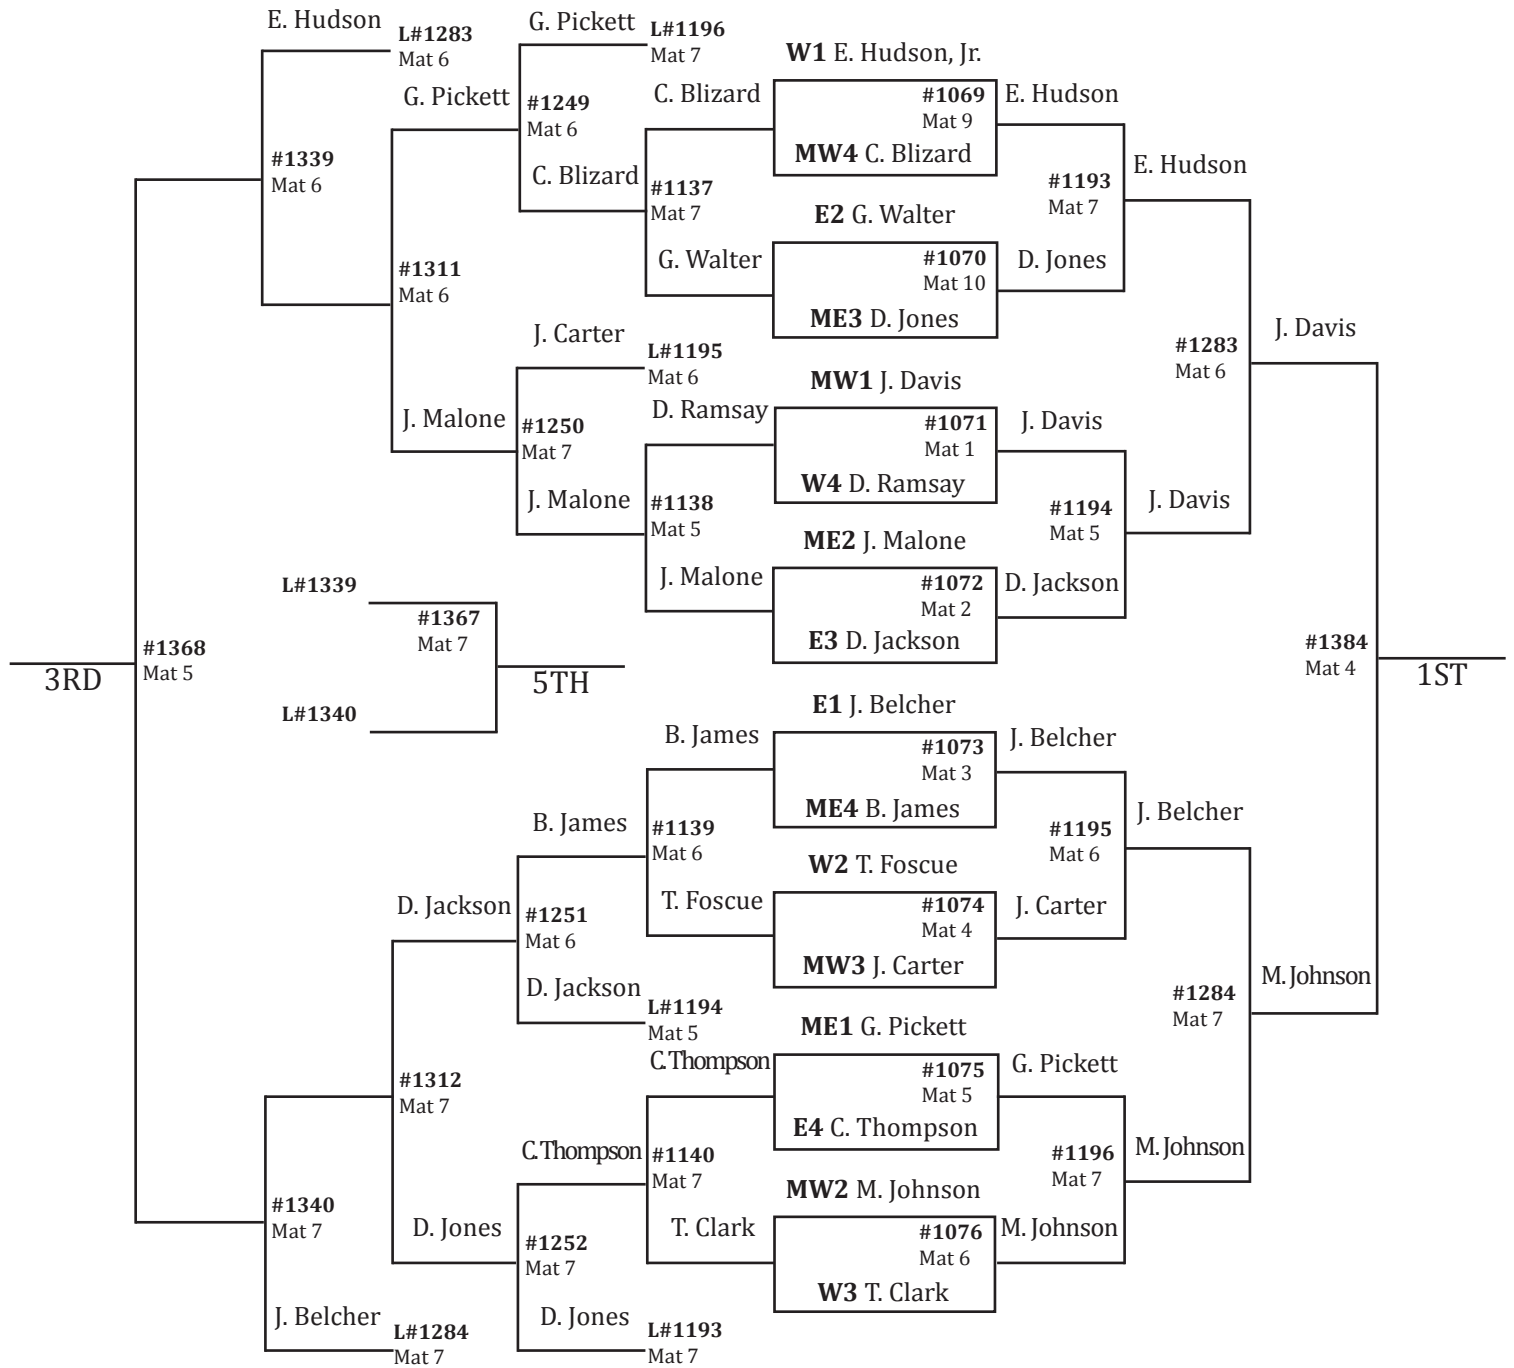 E. Hudson
G. Pickett
L#1283
Mat 6
L#1196
Mat 7
W1 E. Hudson, Jr.
G. Pickett
#1249
Mat 6
C. Blizard
#1069
Mat 9
E. Hudson
#1339
Mat 6
C. Blizard
#1137
Mat 7
MW4 C. Blizard
#1193
Mat 7
E. Hudson
E2 G. Walter
#1311
Mat 6
G. Walter
#1070
Mat 10
D. Jones
ME3 D. Jones
J. Carter
L#1195
Mat 6
#1283
Mat 6
J. Davis
MW1 J. Davis
J. Malone
#1250
Mat 7
D. Ramsay
#1071
Mat 1
J. Davis
J. Malone
#1138
Mat 5
W4 D. Ramsay
#1194
Mat 5
J. Davis
ME2 J. Malone
L#1339
#1367
Mat 7
J. Malone
#1072
Mat 2
D. Jackson
E3 D. Jackson
3RD
#1368
Mat 5
5TH
#1384
Mat 4
1ST
L#1340
E1 J. Belcher
B. James
#1073
Mat 3
J. Belcher
B. James
#1139
Mat 6
ME4 B. James
#1195
Mat 6
J. Belcher
W2 T. Foscue
D. Jackson
#1251
Mat 6
T. Foscue
#1074
Mat 4
J. Carter
MW3 J. Carter
D. Jackson
L#1194
Mat 5
#1284
Mat 7
M. Johnson
ME1 G. Pickett
#1312
Mat 7
C. Thompson
#1075
Mat 5
G. Pickett
C. Thompson
#1140
Mat 7
E4 C. Thompson
#1196
Mat 7
M. Johnson
MW2 M. Johnson
#1340
Mat 7
D. Jones
#1252
Mat 7
T. Clark
#1076
Mat 6
M. Johnson
W3 T. Clark
J. Belcher
L#1284
Mat 7
D. Jones
L#1193
Mat 7